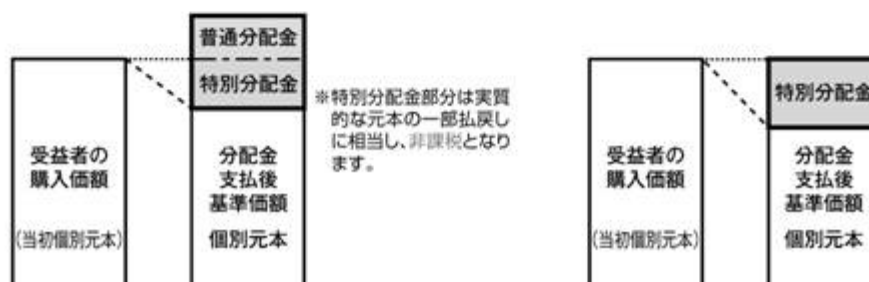 普通分配金
特別分配金
受益者の
購入価額
(当初個別元本)
分配金
支払後
基準価額
個別元本
※特別分配金部分は実質
的な元本の一部払戻し
に相当し、非課税となり
ます。
受益者の
購入価額
(当初個別元本)
特別分配金
分配金
支払後
基準価額
個別元本